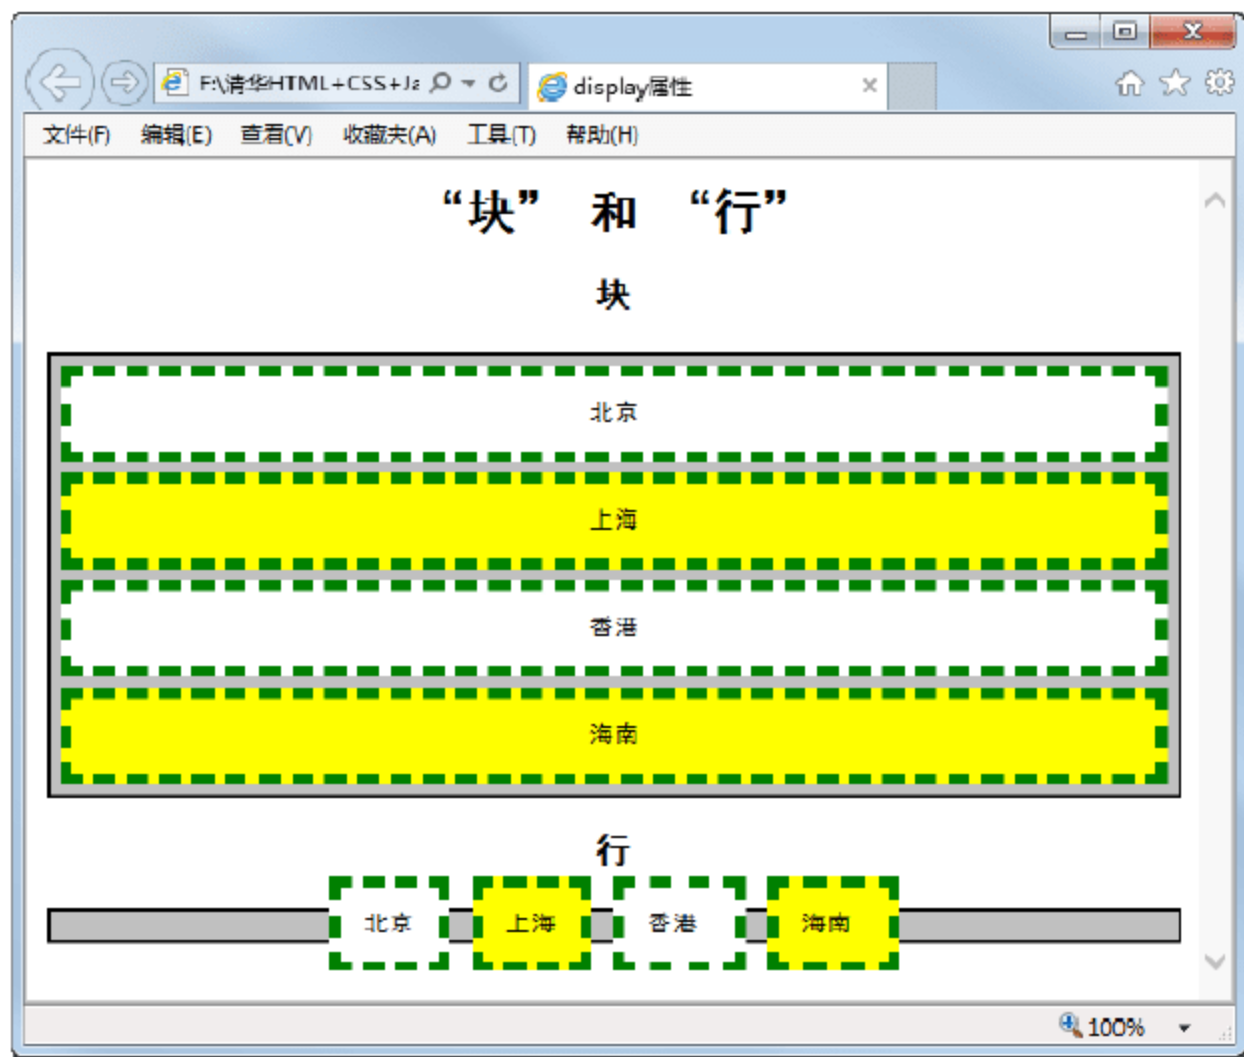 F:\清华HTML+CSS+Ja
display属性
文件(F) 编辑(E) 查看(V) 收藏夹(A) 工具(T) 帮助(H)
“块” 和 “行”
块
北京
上海
香港
海南
行
北京 上海 香港 海南
100%